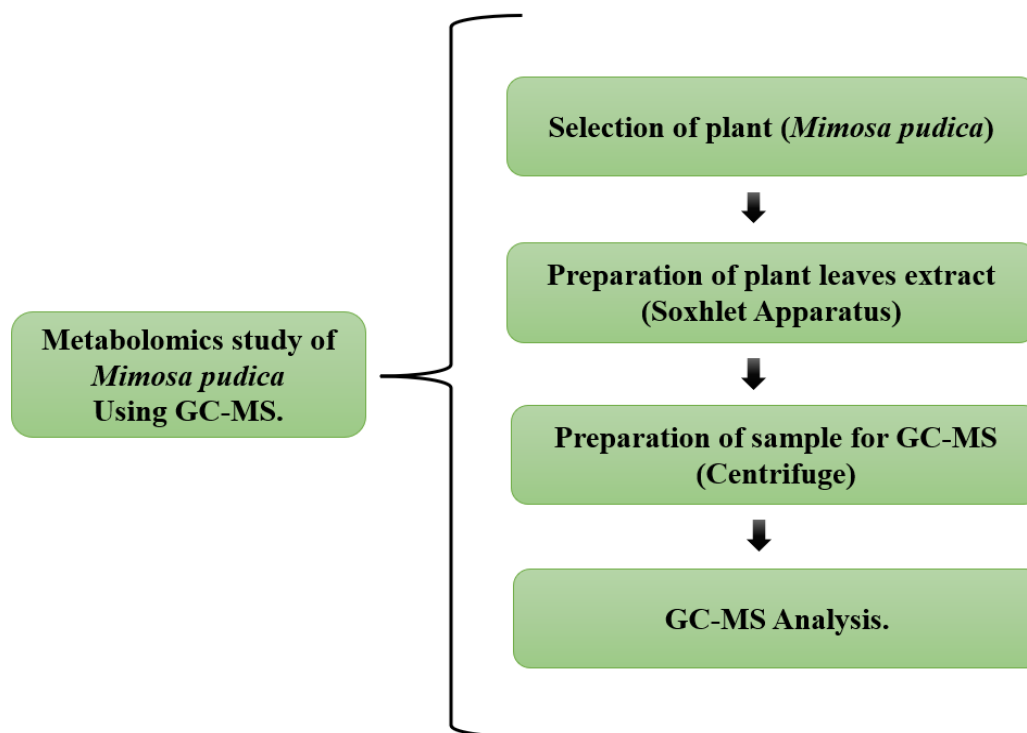 Metabolomics study of
Mimosa pudica
Using GC-MS.
Selection of plant (Mimosa pudica)
Preparation of plant leaves extract
(Soxhlet Apparatus)
Preparation of sample for GC-MS
(Centrifuge)
GC-MS Analysis.